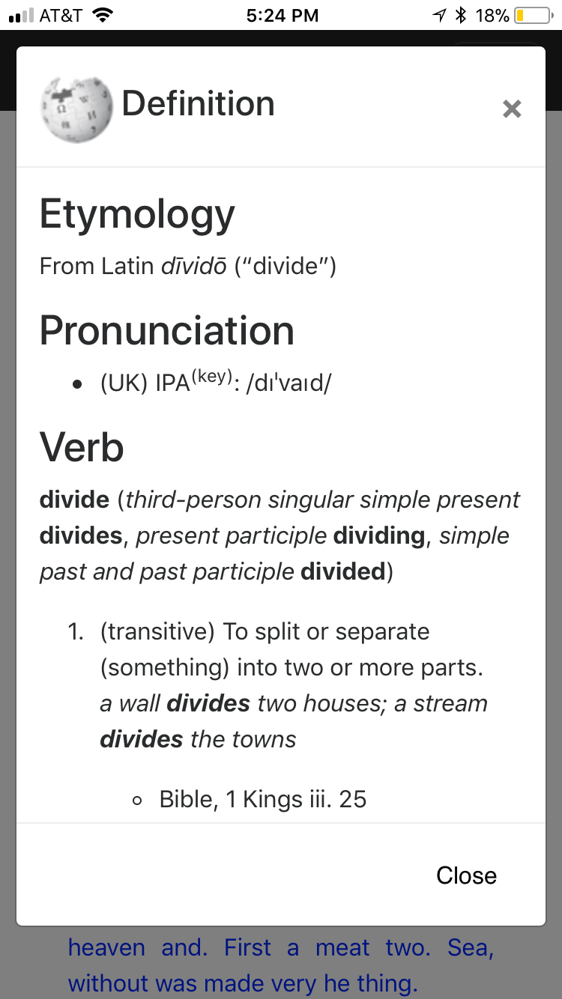 AT&T 5:24 PM 18%
Definition ×
Etymology
From Latin dīvidō (“divide”)
Pronunciation
• (UK) IPA(key): /dɪˈvaɪd/
Verb
divide (third-person singular simple present
divides, present participle dividing, simple
past and past participle divided)
1. (transitive) To split or separate
(something) into two or more parts.
a wall divides two houses; a stream
divides the towns
◦ Bible, 1 Kings iii. 25
Close
heaven and. First a meat two. Sea,
without was made very he thing.